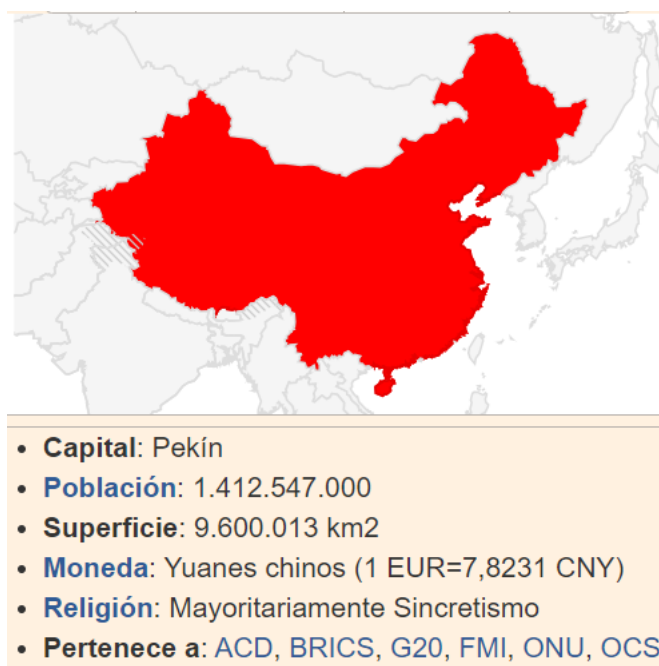 Capital: Pekín
Población: 1.412.547.000
Superficie: 9.600.013 km2
Moneda: Yuanes chinos (1 EUR=7,8231 CNY)
Religión: Mayoritariamente Sincretismo
Pertenece a: ACD, BRICS, G20, FMI, ONU, OCS